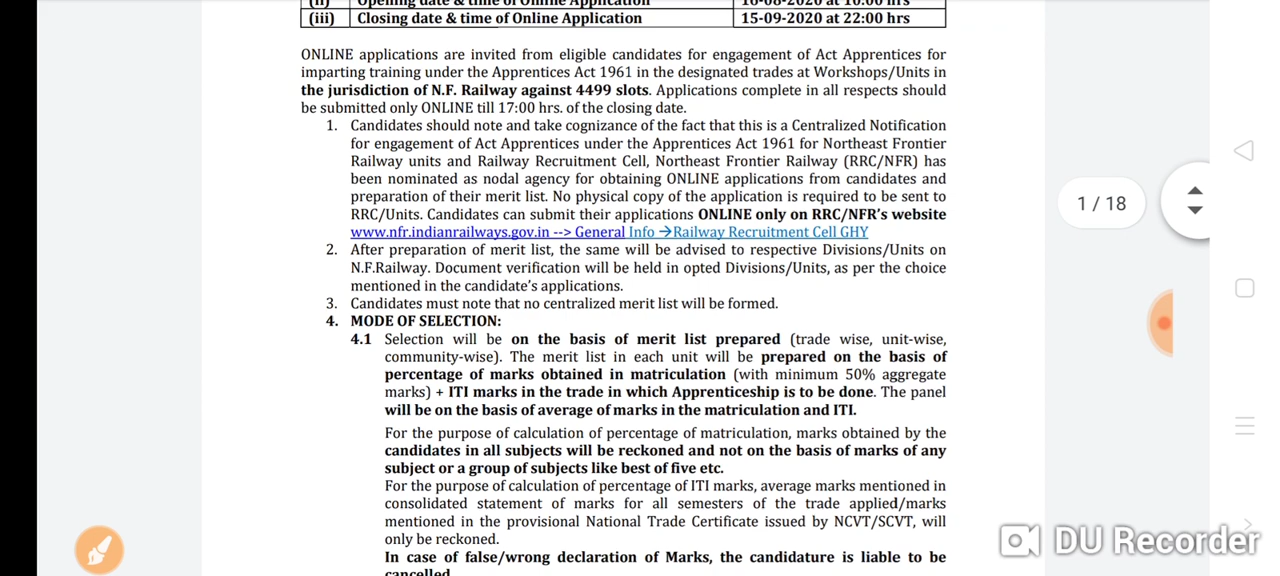 (ii) Opening date & time of Online Application 16-08-2020 at 10:00 hrs
(iii) Closing date & time of Online Application 15-09-2020 at 22:00 hrs
ONLINE applications are invited from eligible candidates for engagement of Act Apprentices for
imparting training under the Apprentices Act 1961 in the designated trades at Workshops/Units in
the jurisdiction of N.F. Railway against 4499 slots. Applications complete in all respects should
be submitted only ONLINE till 17:00 hrs. of the closing date.
1. Candidates should note and take cognizance of the fact that this is a Centralized Notification
for engagement of Act Apprentices under the Apprentices Act 1961 for Northeast Frontier
Railway units and Railway Recruitment Cell, Northeast Frontier Railway (RRC/NFR) has
been nominated as nodal agency for obtaining ONLINE applications from candidates and
preparation of their merit list. No physical copy of the application is required to be sent to
RRC/Units. Candidates can submit their applications ONLINE only on RRC/NFR's website
www.nfr.indianrailways.gov.in --> General Info →Railway Recruitment Cell GHY
2. After preparation of merit list, the same will be advised to respective Divisions/Units on
N.F.Railway. Document verification will be held in opted Divisions/Units, as per the choice
mentioned in the candidate's applications.
3. Candidates must note that no centralized merit list will be formed.
4. MODE OF SELECTION:
4.1 Selection will be on the basis of merit list prepared (trade wise, unit-wise,
community-wise). The merit list in each unit will be prepared on the basis of
percentage of marks obtained in matriculation (with minimum 50% aggregate
marks) + ITI marks in the trade in which Apprenticeship is to be done. The panel
will be on the basis of average of marks in the matriculation and ITI.
For the purpose of calculation of percentage of matriculation, marks obtained by the
candidates in all subjects will be reckoned and not on the basis of marks of any
subject or a group of subjects like best of five etc.
For the purpose of calculation of percentage of ITI marks, average marks mentioned in
consolidated statement of marks for all semesters of the trade applied/marks
mentioned in the provisional National Trade Certificate issued by NCVT/SCVT, will
only be reckoned.
In case of false/wrong declaration of Marks, the candidature is liable to be
cancelled
1 / 18
DU Recorder